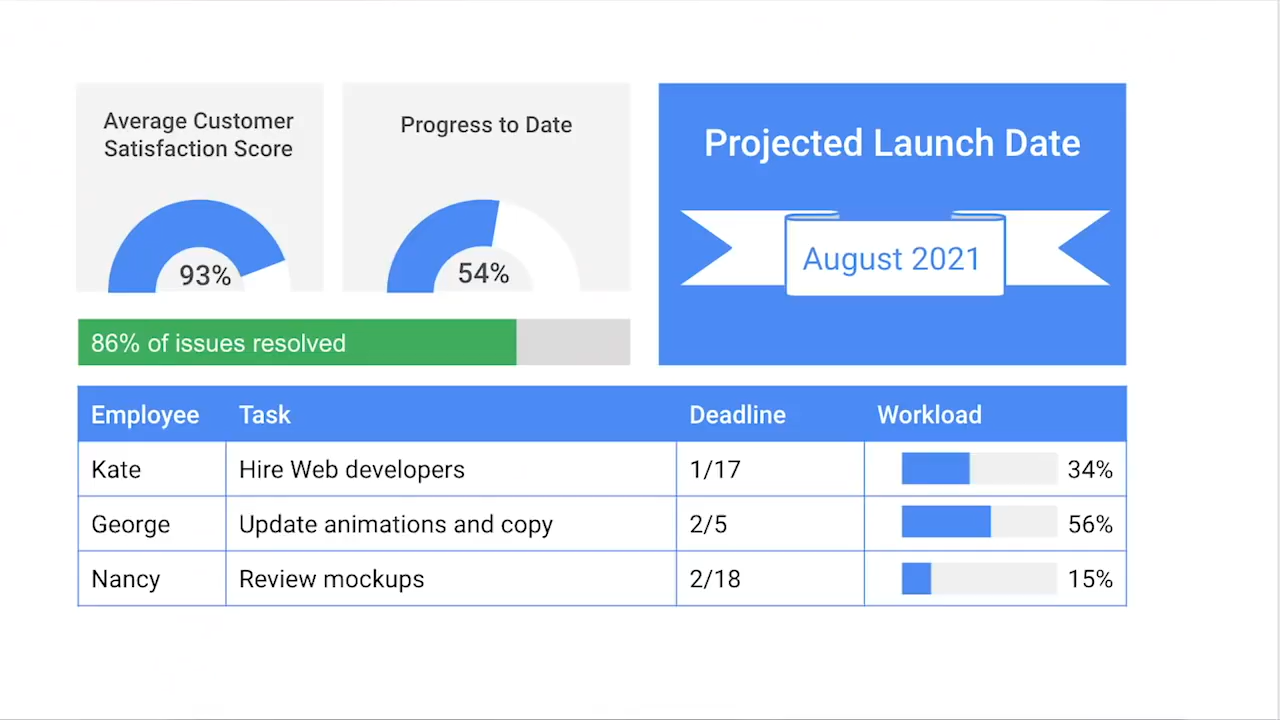 Average Customer
Satisfaction Score
93%
Progress to Date
54%
Projected Launch Date
August 2021
86% of issues resolved
Employee Task Deadline Workload
Kate Hire Web developers 1/17 34%
George Update animations and copy 2/5 56%
Nancy Review mockups 2/18 15%